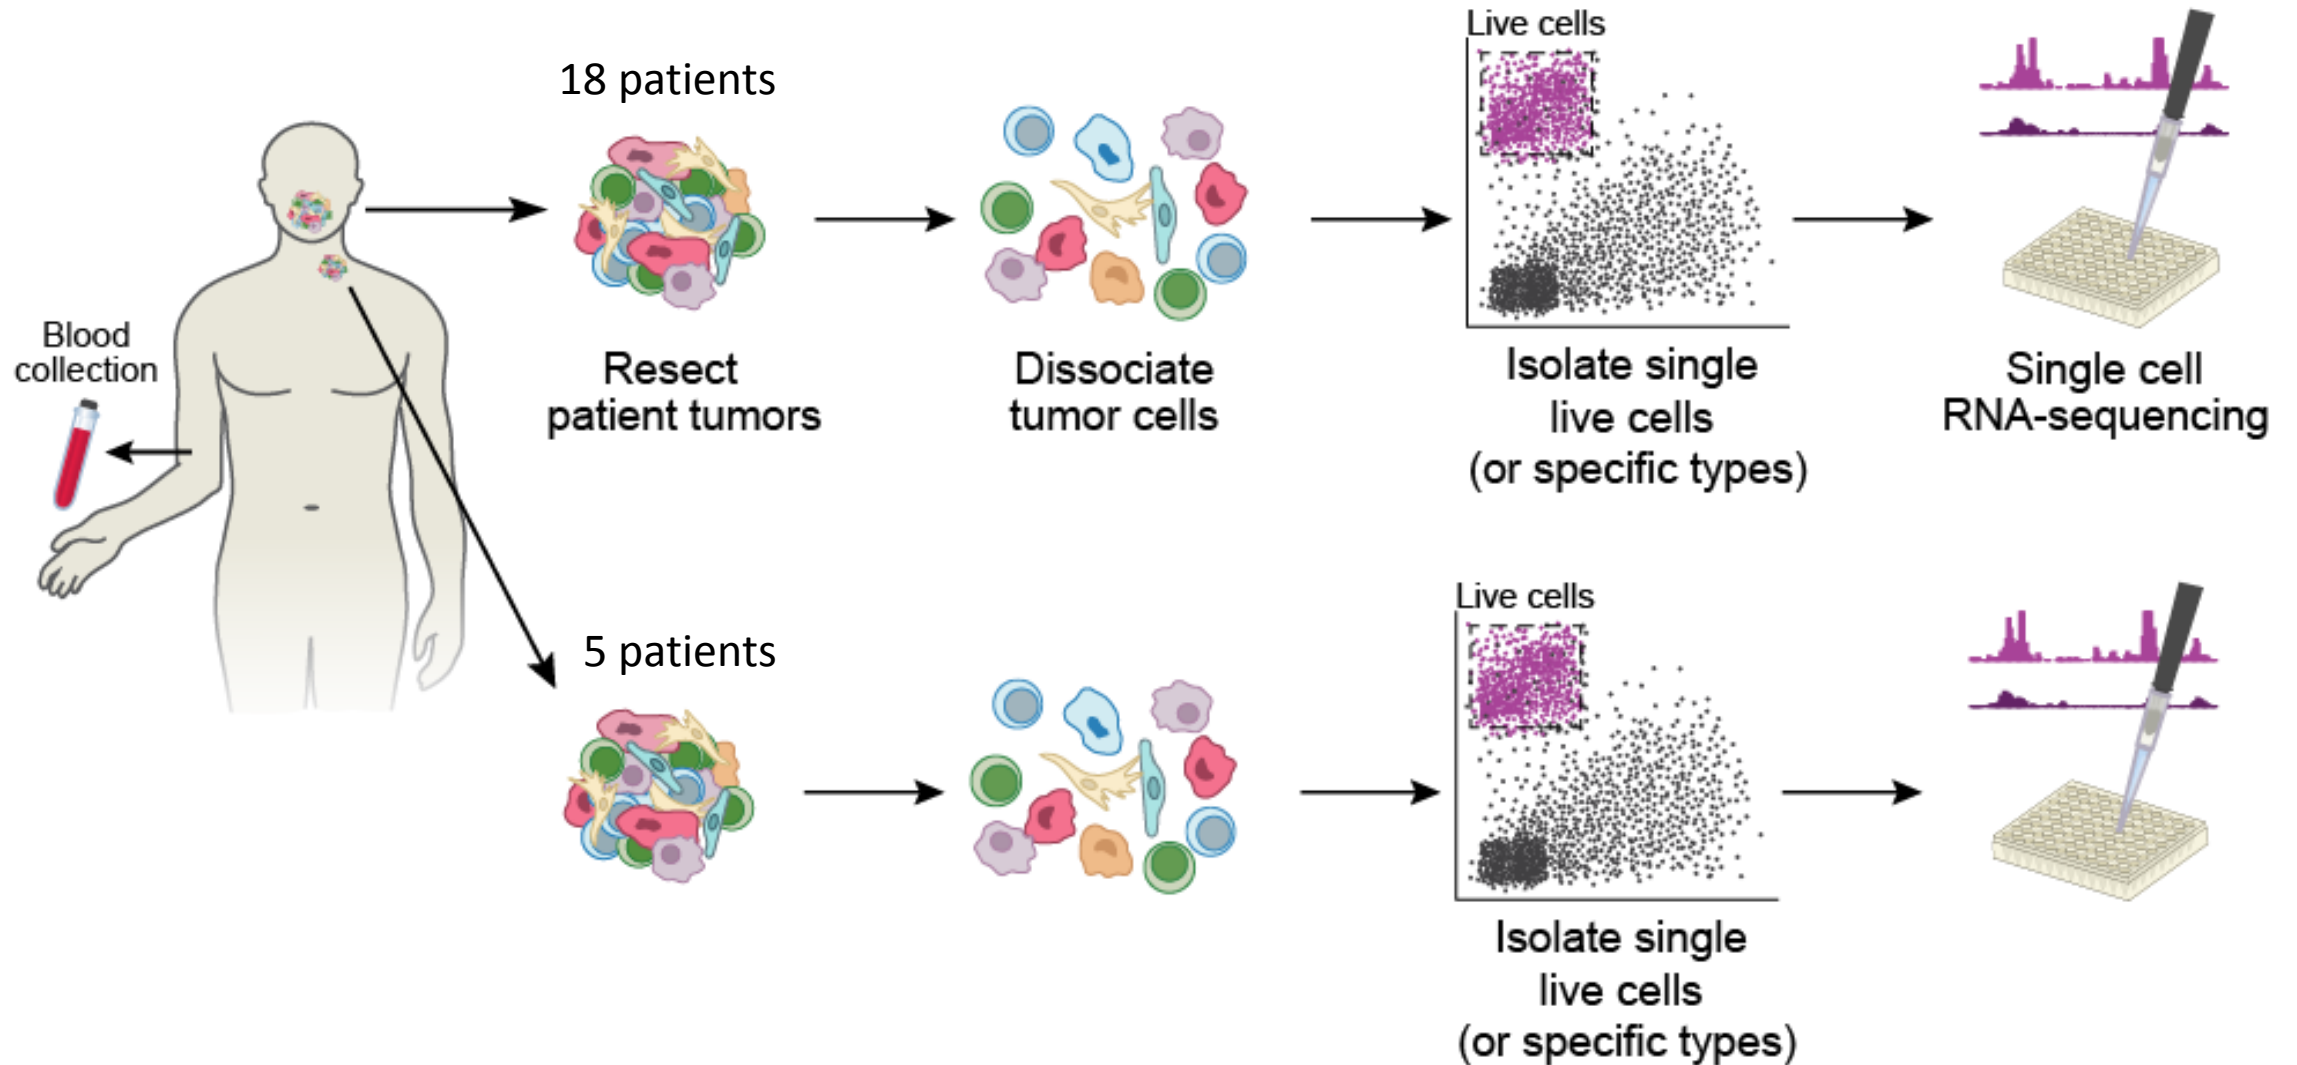 Blood
collection
18 patients
Resect
patient tumors
Dissociate
tumor cells
Live cells
Isolate single
live cells
(or specific types)
Single cell
RNA-sequencing
5 patients
Live cells
Isolate single
live cells
(or specific types)